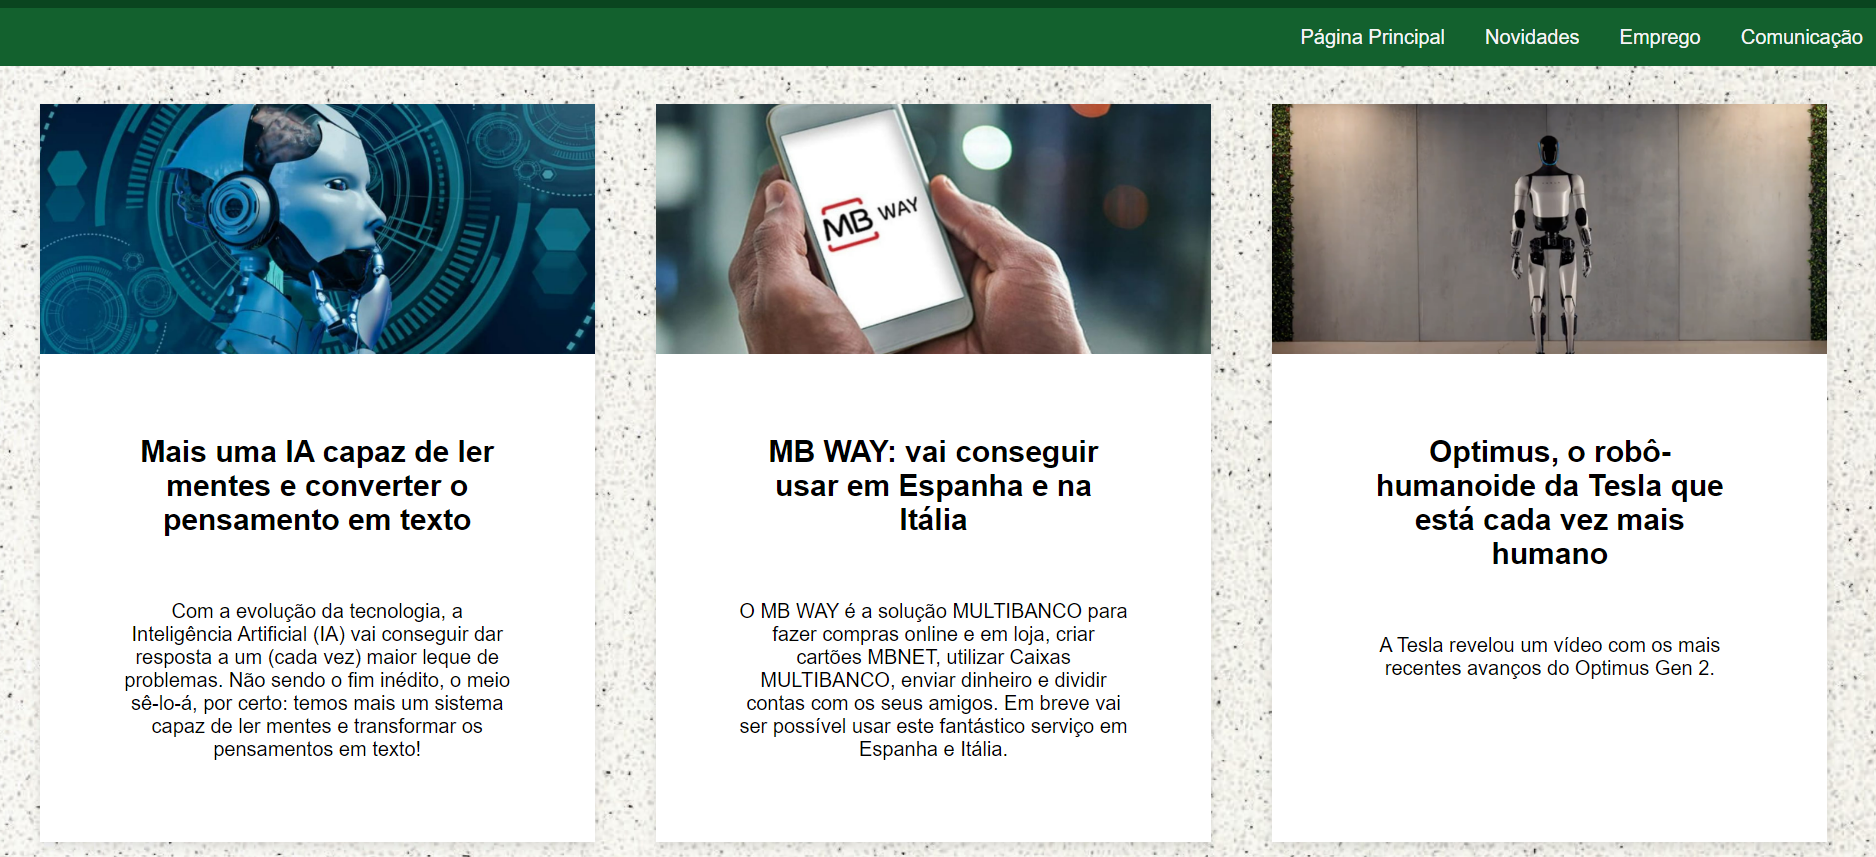 Página Principal Novidades Emprego Comunicação
MB WAY
Mais uma IA capaz de ler
mentes e converter o
pensamento em texto
Com a evolução da tecnologia, a
Inteligência Artificial (IA) vai conseguir dar
resposta a um (cada vez) maior leque de
problemas. Não sendo o fim inédito, o meio
sê-lo-á, por certo: temos mais um sistema
capaz de ler mentes e transformar os
pensamentos em texto!
MB WAY: vai conseguir
usar em Espanha e na
Itália
O MB WAY é a solução MULTIBANCO para
fazer compras online e em loja, criar
cartões MBNET, utilizar Caixas
MULTIBANCO, enviar dinheiro e dividir
contas com os seus amigos. Em breve vai
ser possível usar este fantástico serviço em
Espanha e Itália.
Optimus, o robô-
humanoide da Tesla que
está cada vez mais
humano
A Tesla revelou um vídeo com os mais
recentes avanços do Optimus Gen 2.